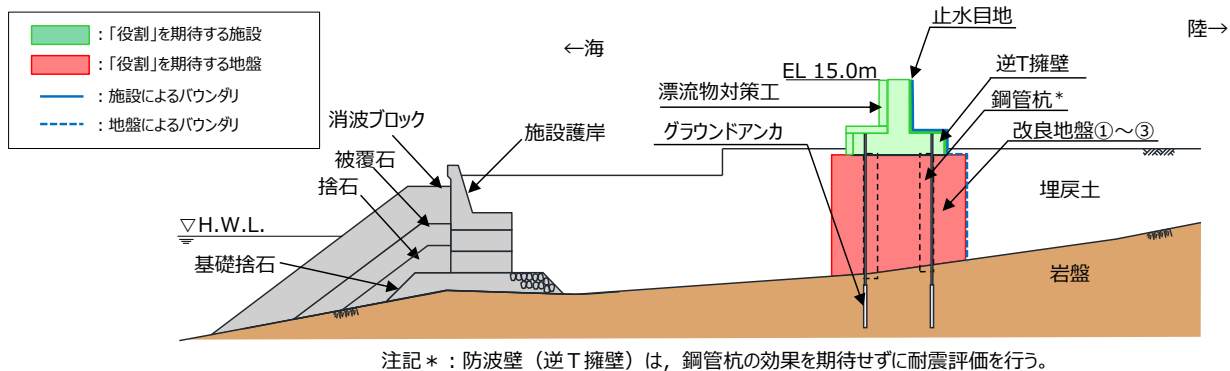 ：「役割」を期待する施設
：「役割」を期待する地盤
：施設によるバウンダリ
：地盤によるバウンダリ
←海
陸→
止水目地
EL 15.0m
逆T擁壁
漂流物対策工
鋼管杭*
消波ブロック
施設護岸
グラウンドアンカ
改良地盤①～③
被覆石
捨石
埋戻土
▽H.W.L.
基礎捨石
岩盤
注記*：防波壁（逆T擁壁）は，鋼管杭の効果を期待せずに耐震評価を行う。